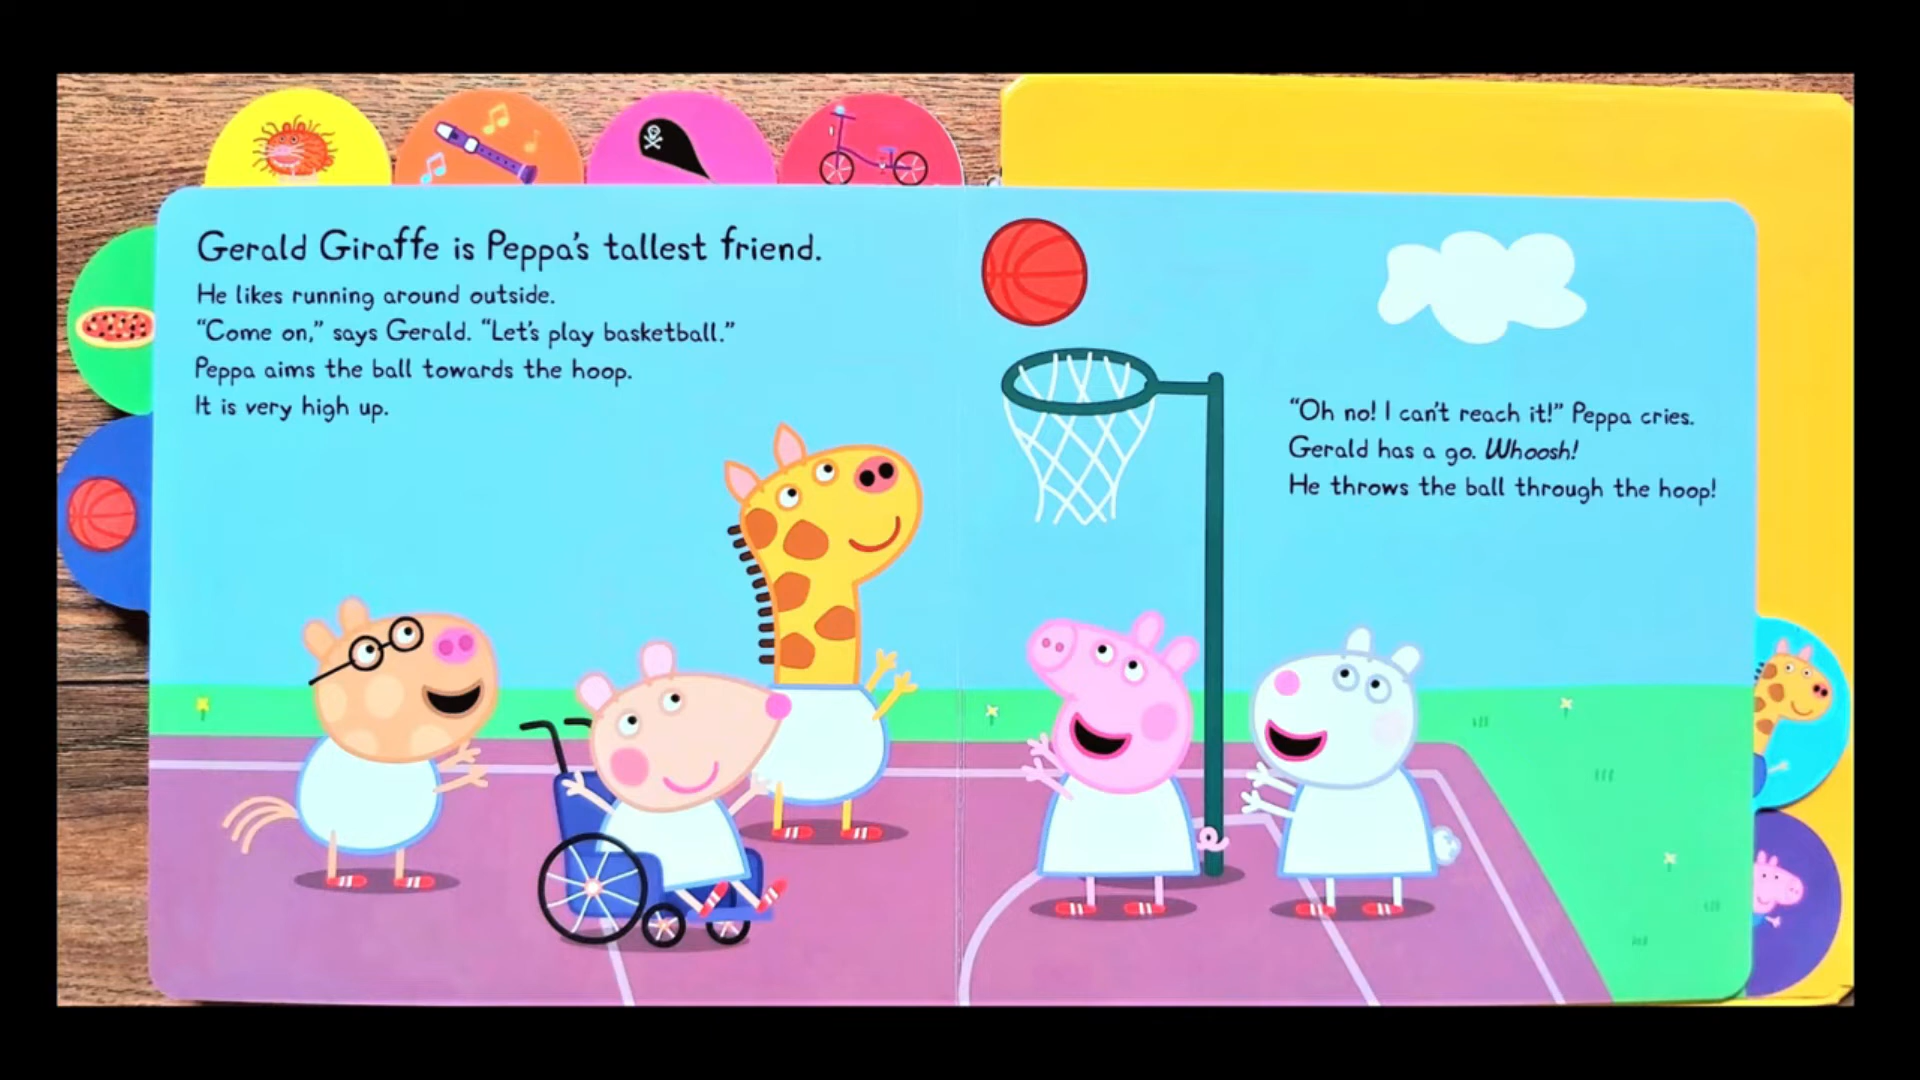 Gerald Giraffe is Peppa's tallest friend.
He likes running around outside.
“Come on,” says Gerald. “Let's play basketball.”
Peppa aims the ball towards the hoop.
It is very high up.
“Oh no! I can't reach it!” Peppa cries.
Gerald has a go. Whoosh!
He throws the ball through the hoop!